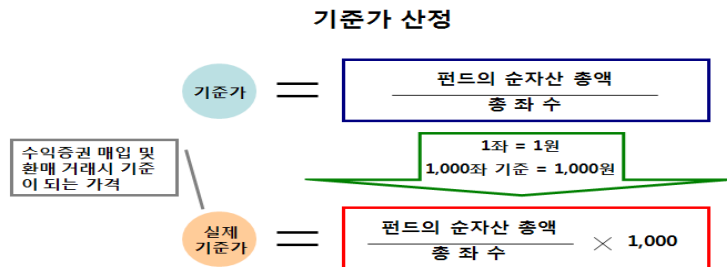 기준가 산정
기준가
=
펀드의 순자산 총액
총 좌 수
수익증권 매입 및
환매 거래시 기준
이 되는 가격
1좌 = 1원
1,000좌 기준 = 1,000원
실제
기준가
=
펀드의 순자산 총액
총 좌 수
× 1,000